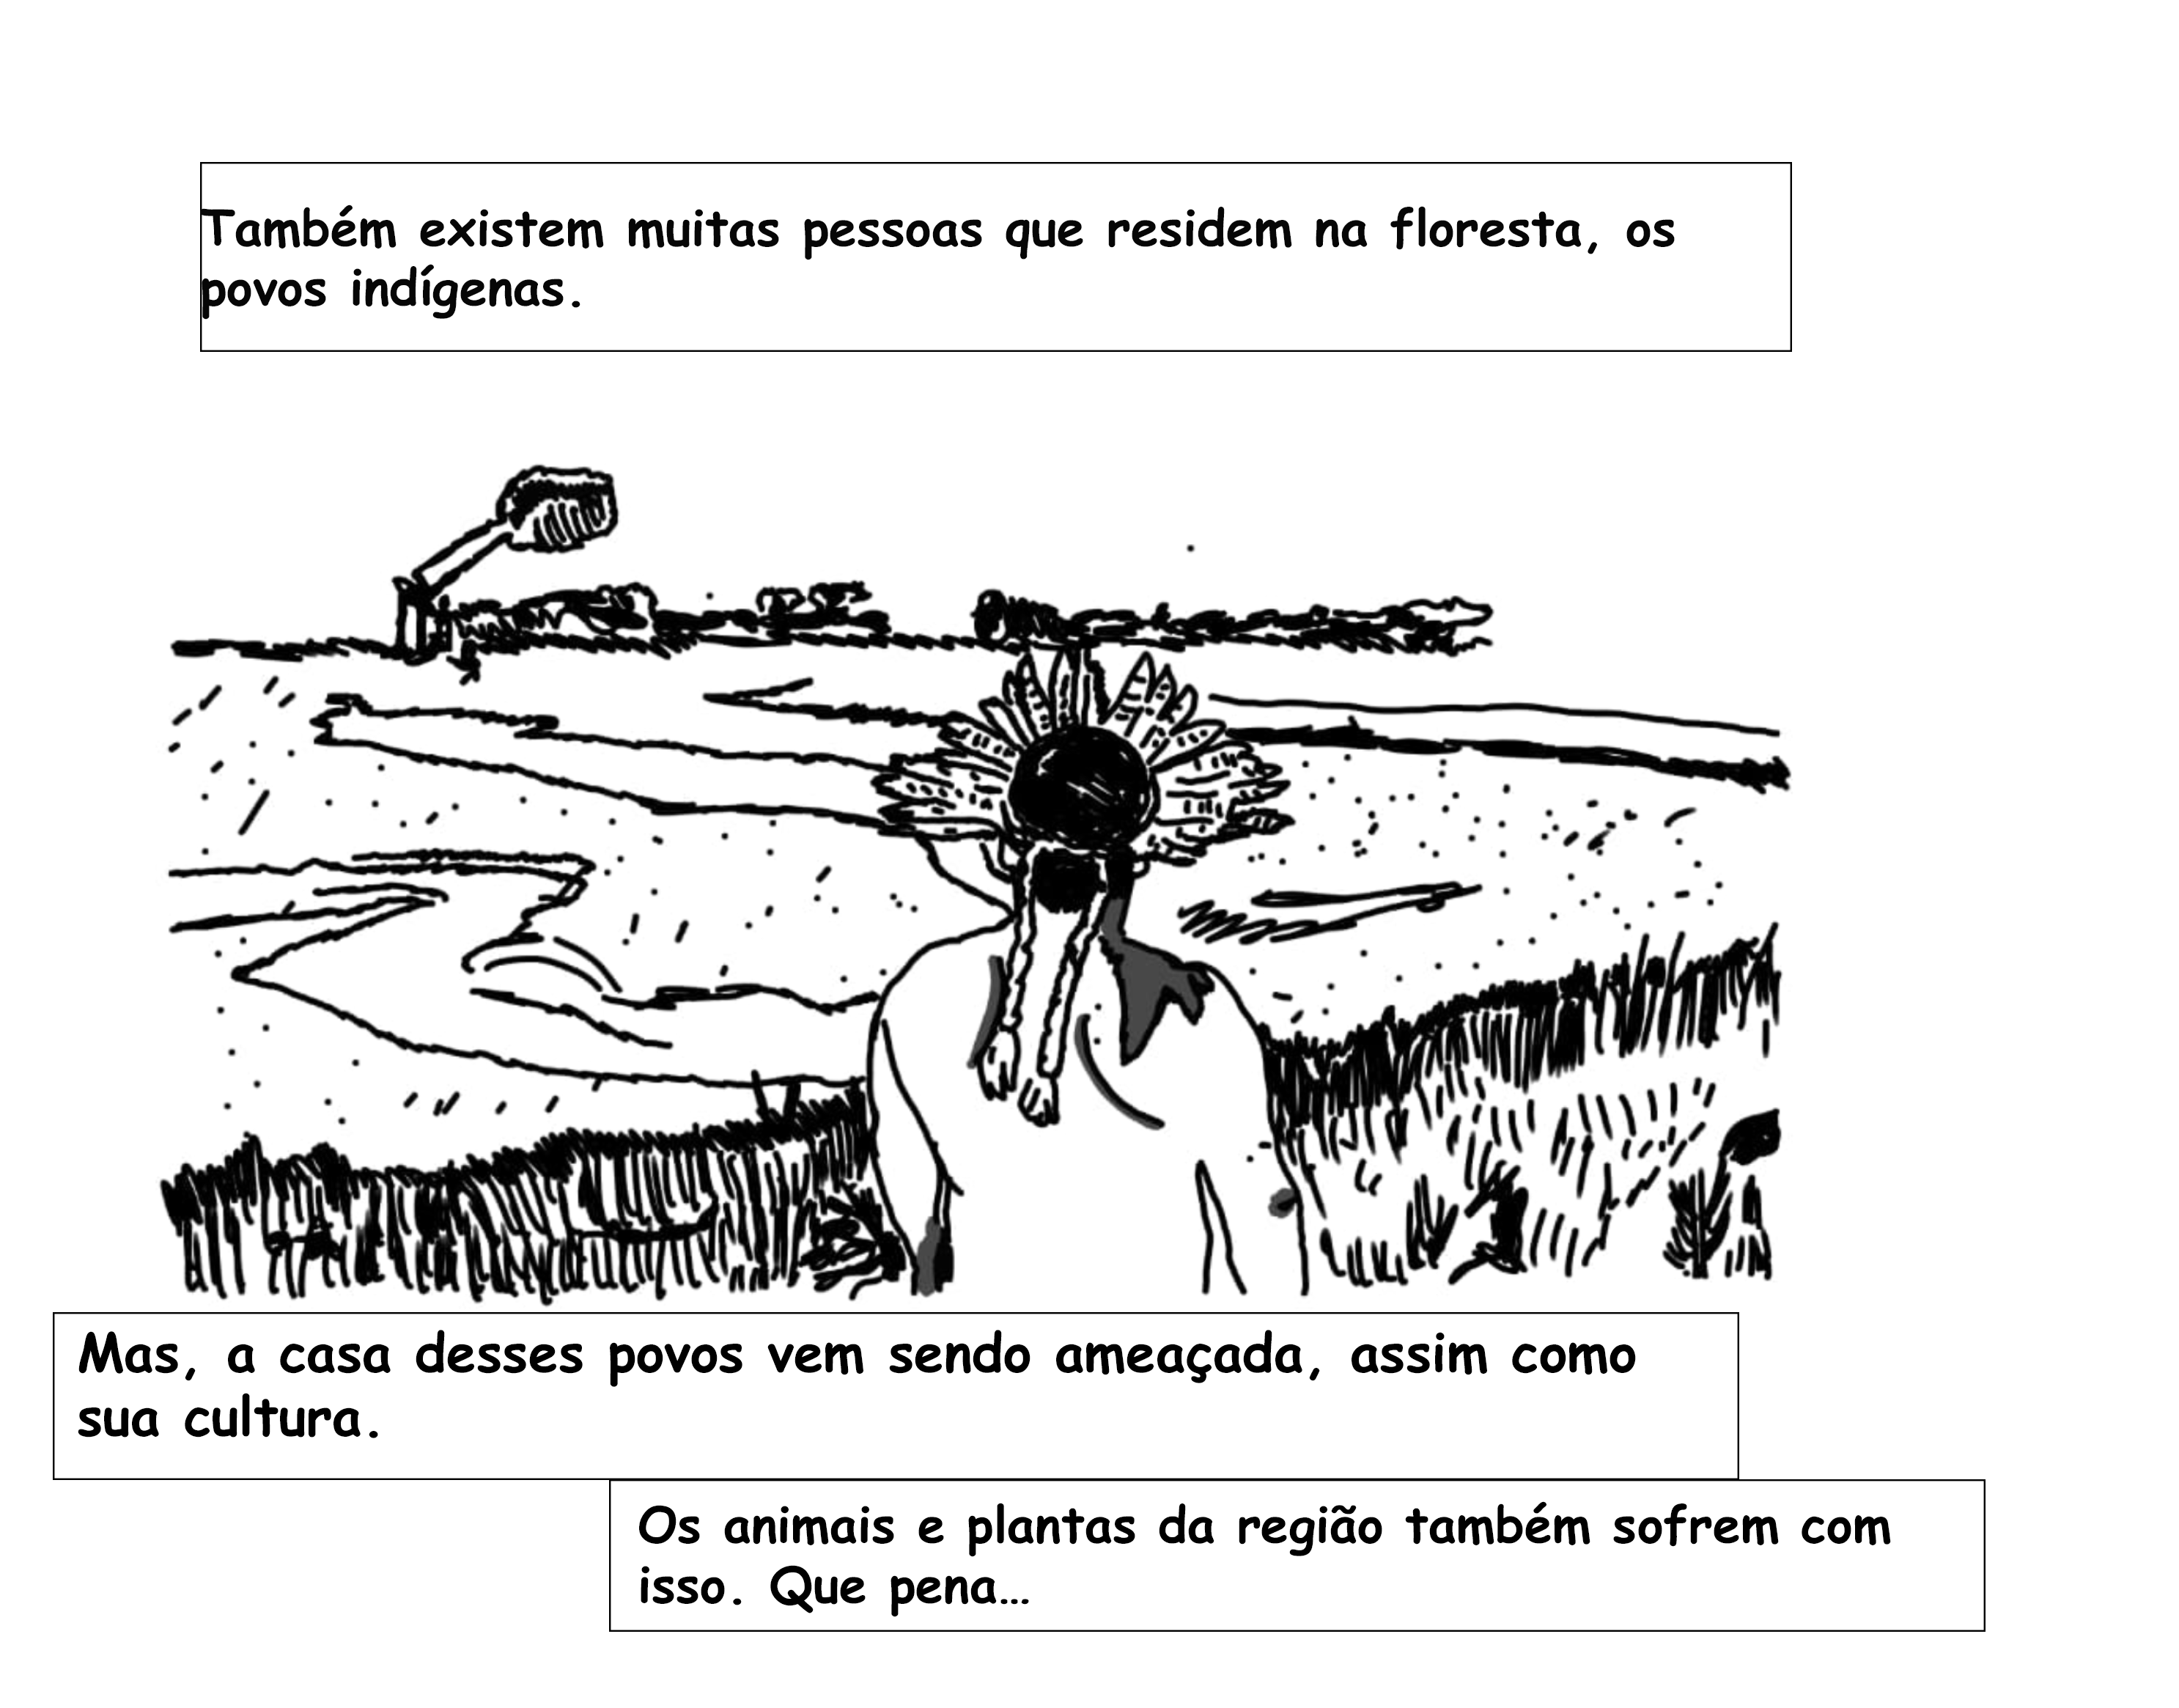 Também existem muitas pessoas que residem na floresta, os
povos indígenas.
Mas, a casa desses povos vem sendo ameaçada, assim como
sua cultura.
Os animais e plantas da região também sofrem com
isso. Que pena...